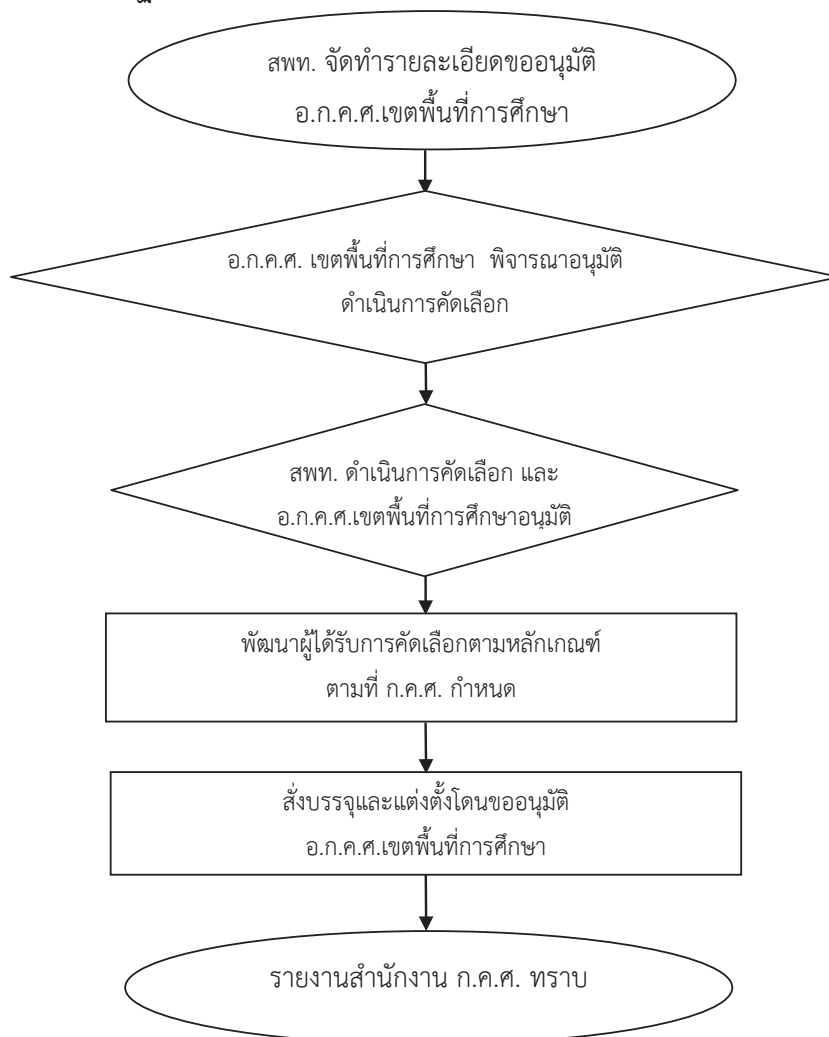 สพท. จัดทำรายละเอียดขออนุมัติ
อ.ก.ค.ศ.เขตพื้นที่การศึกษา
อ.ก.ค.ศ. เขตพื้นที่การศึกษา พิจารณาอนุมัติ
ดำเนินการคัดเลือก
สพท. ดำเนินการคัดเลือก และ
อ.ก.ค.ศ.เขตพื้นที่การศึกษาอนุมัติ
พัฒนาผู้ได้รับการคัดเลือกตามหลักเกณฑ์
ตามที่ ก.ค.ศ. กำหนด
สั่งบรรจุและแต่งตั้งโดนขออนุมัติ
อ.ก.ค.ศ.เขตพื้นที่การศึกษา
รายงานสำนักงาน ก.ค.ศ. ทราบ